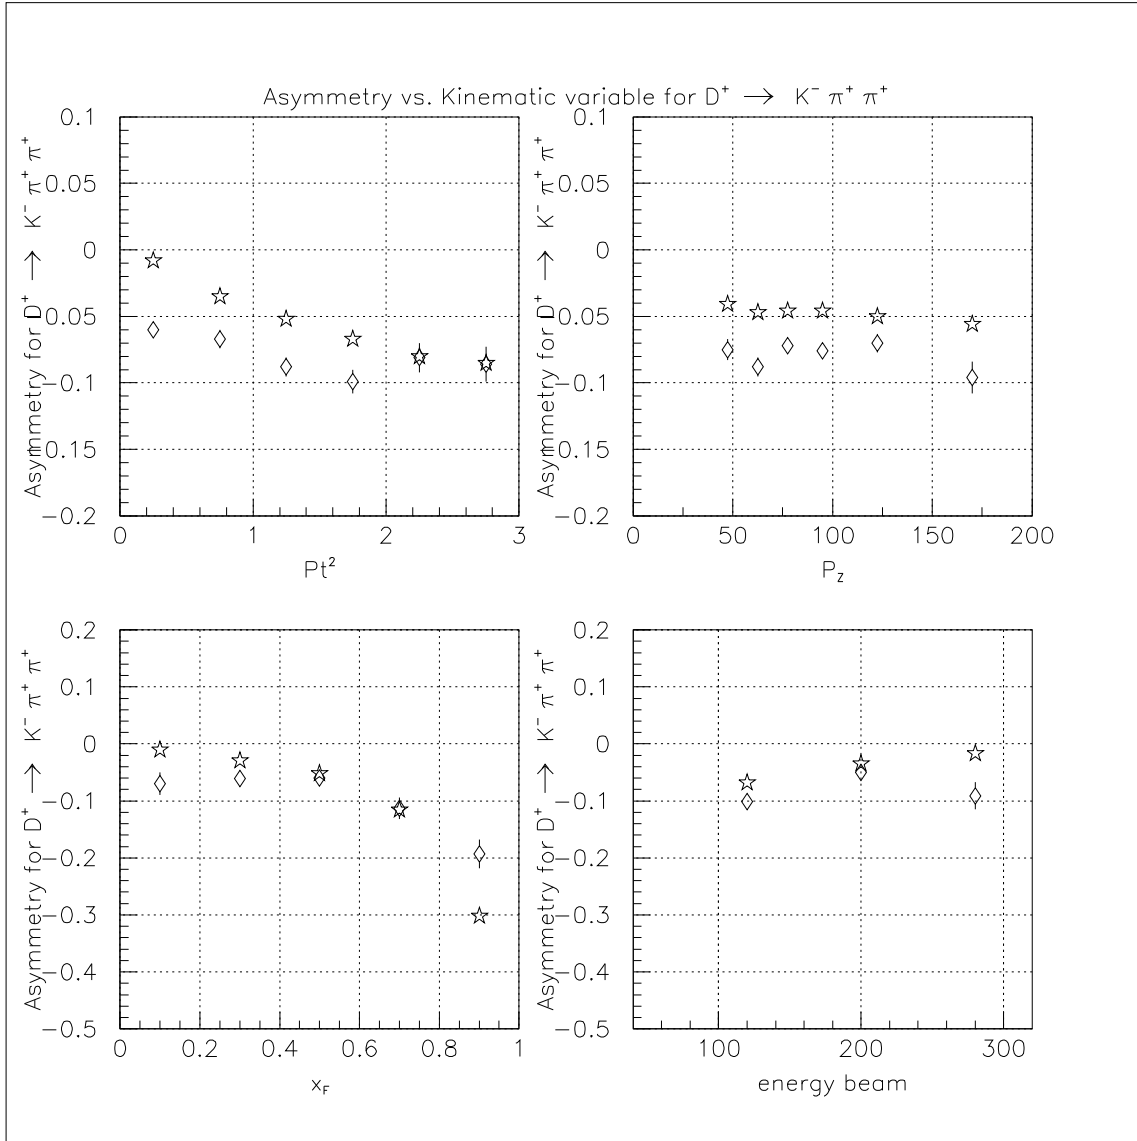 Asymmetry vs. Kinematic variable for D⁺ → K⁻ π⁺ π⁺
Asymmetry for D⁺ → K⁻ π⁺ π⁺
0.1
0.05
0
−0.05
−0.1
−0.15
−0.2
0 1 2 3
Pt²
Asymmetry for D⁺ → K⁻ π⁺ π⁺
0.1
0.05
0
−0.05
−0.1
−0.15
−0.2
0 50 100 150 200
P_Z
Asymmetry for D⁺ → K⁻ π⁺ π⁺
0.2
0.1
0
−0.1
−0.2
−0.3
−0.4
−0.5
0 0.2 0.4 0.6 0.8 1
x_F
Asymmetry for D⁺ → K⁻ π⁺ π⁺
0.2
0.1
0
−0.1
−0.2
−0.3
−0.4
−0.5
100 200 300
energy beam